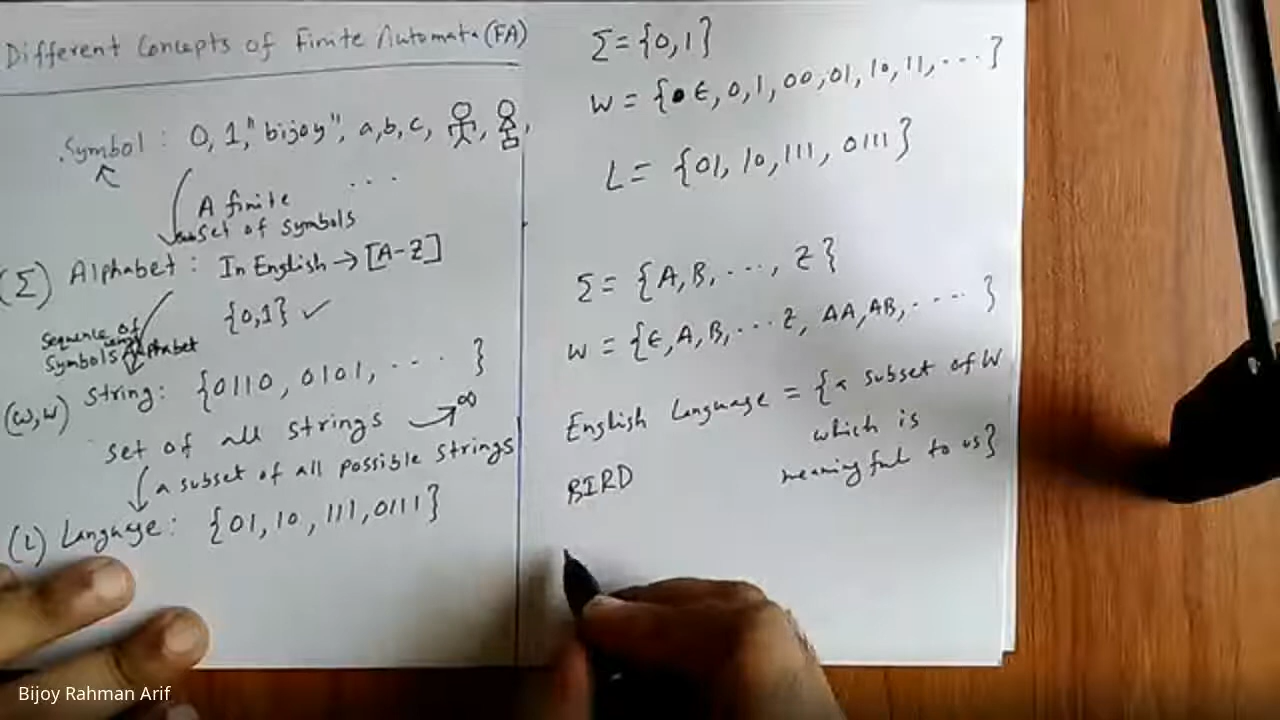 Different Concepts of Finite Automata (FA)
Symbol : 0, 1, "bijoy", a, b, c, , ,
...
A finite
set of symbols
(Σ) Alphabet : In English → [A-Z]
{0,1} ✓
Sequence of
symbols Alphabet
(ω,w) String: {0110, 0101, ... }
set of all strings → ∞
a subset of all possible strings
(L) Language: {01, 10, 111, 0111}
Σ = {0,1}
W = {ϵ, 0, 1, 00, 01, 10, 11, ...}
L = {01, 10, 111, 0111}
Σ = {A, B, ..., Z}
W = {ϵ, A, B, ... Z, AA, AB, .... }
English Language = {a subset of W
which is
meaningful to us}
BIRD
Bijoy Rahman Arif